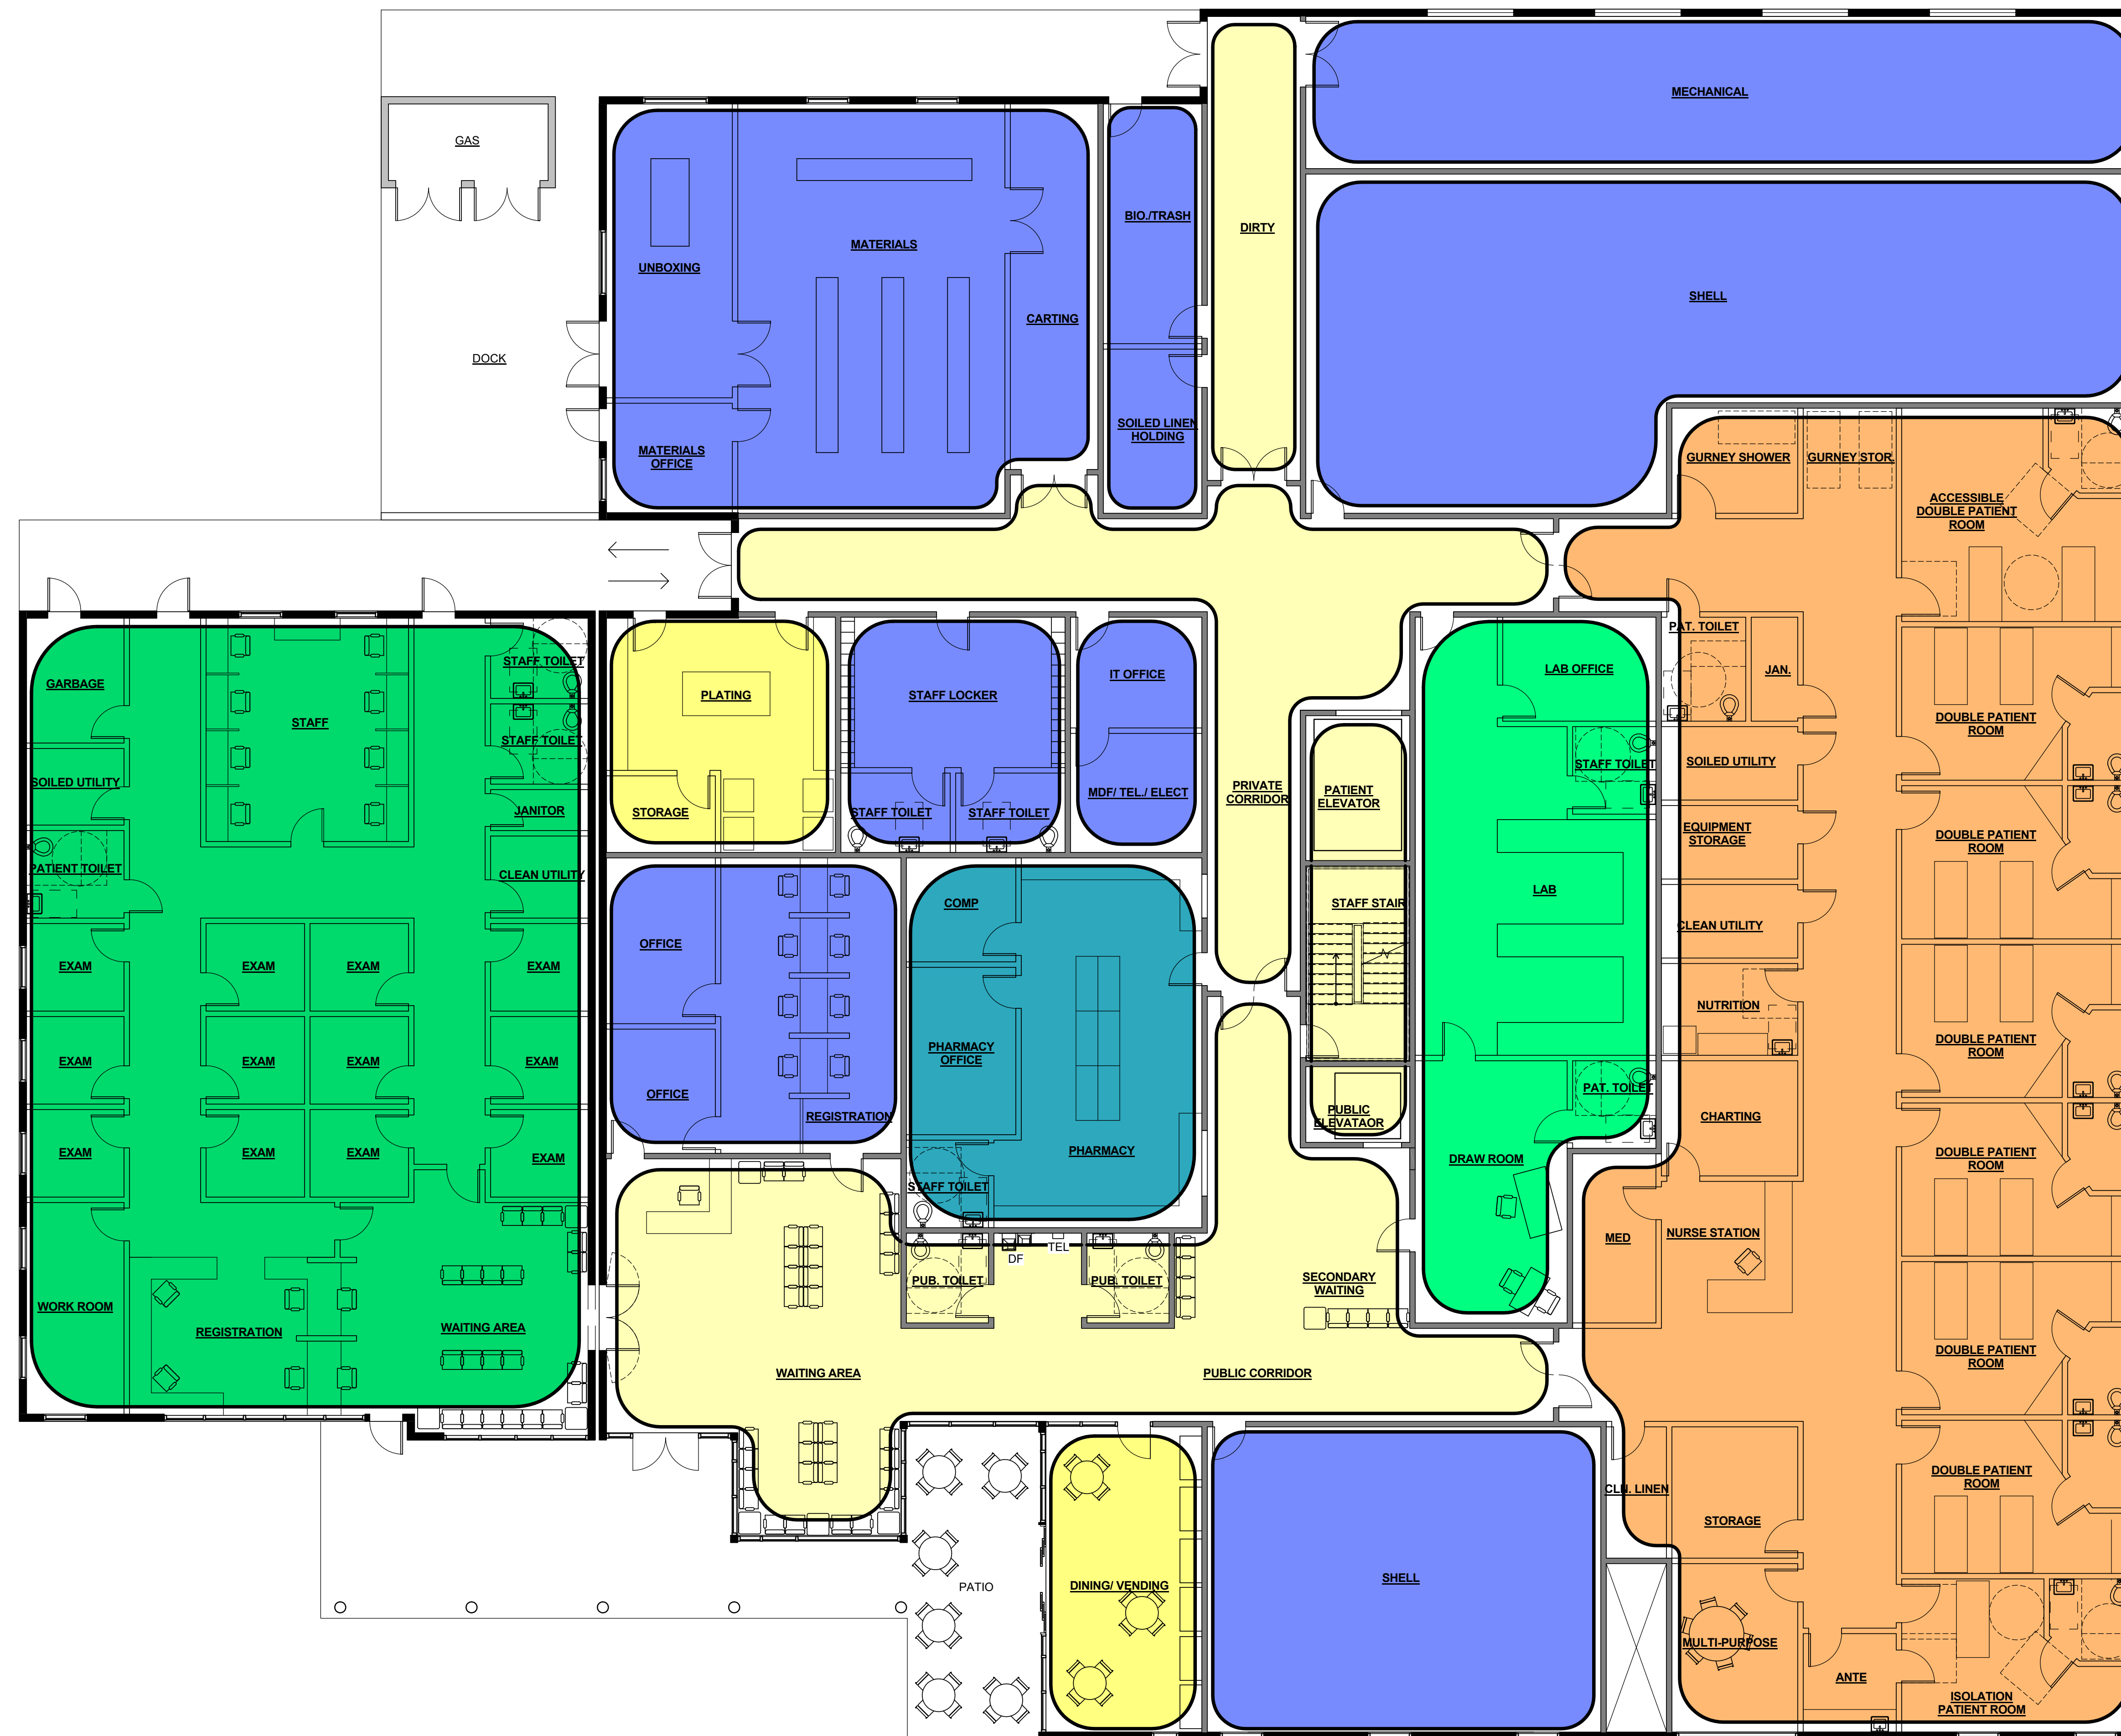 MECHANICAL
GAS
BIO./TRASH
DIRTY
MATERIALS
UNBOXING
SHELL
CARTING
DOCK
SOILED LINEN
HOLDING
MATERIALS
OFFICE
GURNEY SHOWER
GURNEY STOR.
ACCESSIBLE
DOUBLE PATIENT
ROOM
PAT. TOILET
JAN.
STAFF TOILET
GARBAGE
STAFF
PLATING
STAFF LOCKER
IT OFFICE
LAB OFFICE
DOUBLE PATIENT
ROOM
STAFF TOILET
SOILED UTILITY
JANITOR
STORAGE
STAFF TOILET
STAFF TOILET
MDF/ TEL./ ELECT
PRIVATE
CORRIDOR
PATIENT
ELEVATOR
STAFF TOILET
SOILED UTILITY
EQUIPMENT
STORAGE
DOUBLE PATIENT
ROOM
PATIENT TOILET
CLEAN UTILITY
COMP
STAFF STAIR
LAB
CLEAN UTILITY
OFFICE
EXAM
EXAM
EXAM
EXAM
NUTRITION
PHARMACY
OFFICE
DOUBLE PATIENT
ROOM
EXAM
EXAM
EXAM
EXAM
OFFICE
REGISTRATION
PUBLIC
ELEVATAOR
PAT. TOILET
CHARTING
EXAM
EXAM
EXAM
EXAM
PHARMACY
DRAW ROOM
DOUBLE PATIENT
ROOM
STAFF TOILET
MED
NURSE STATION
TEL
DF
PUB. TOILET
PUB. TOILET
SECONDARY
WAITING
WORK ROOM
REGISTRATION
WAITING AREA
WAITING AREA
PUBLIC CORRIDOR
DOUBLE PATIENT
ROOM
DOUBLE PATIENT
ROOM
CLN. LINEN
STORAGE
PATIO
DINING/ VENDING
SHELL
MULTI-PURPOSE
ANTE
ISOLATION
PATIENT ROOM